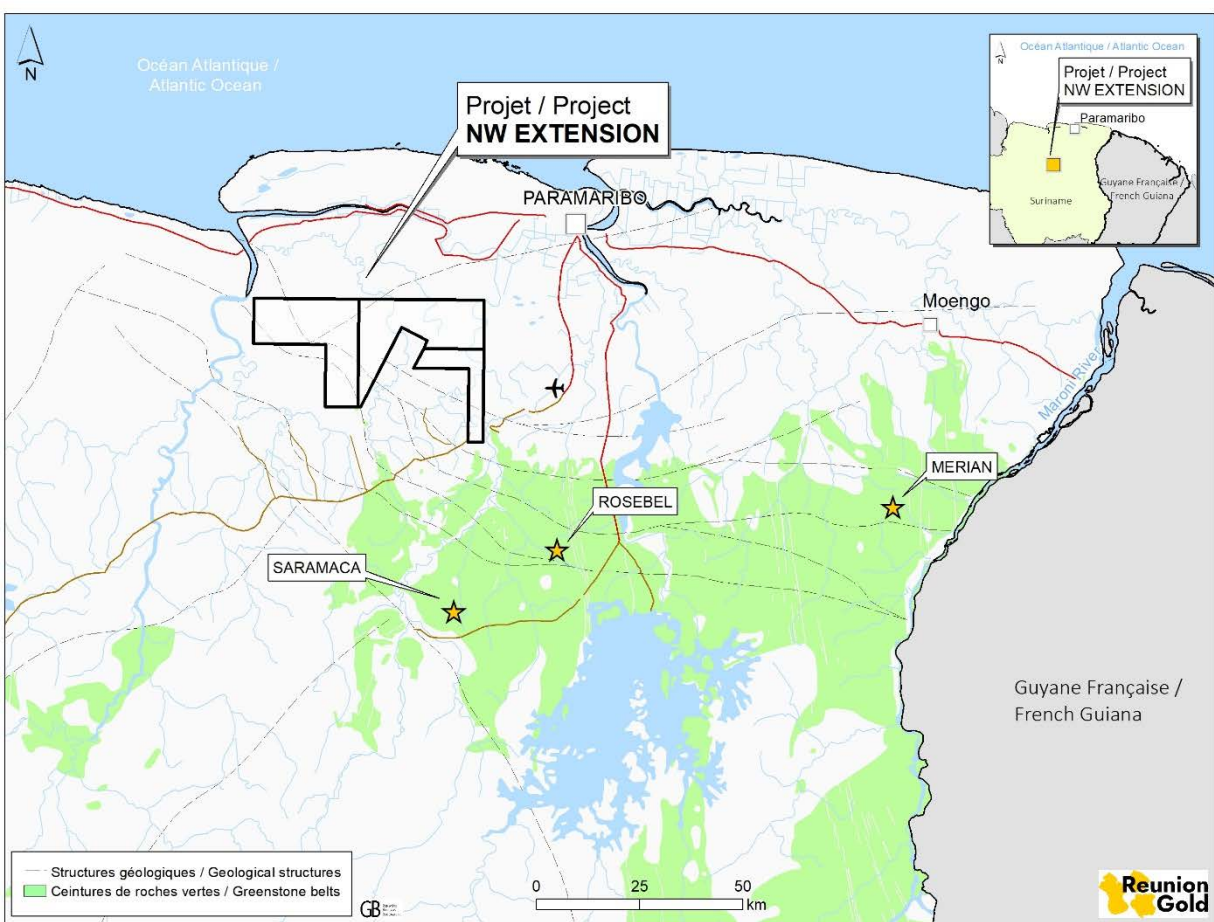 N
Océan Atlantique /
Atlantic Ocean
Projet / Project
NW EXTENSION
N
Océan Atlantique / Atlantic Ocean
Projet / Project
NW EXTENSION
Paramaribo
Guyane Française /
French Guiana
Suriname
PARAMARIBO
Moengo
Maroni River
MERIAN
ROSEBEL
SARAMACA
Guyane Française /
French Guiana
Structures géologiques / Geological structures
Ceintures de roches vertes / Greenstone belts
GB
0 25 50
km
Reunion
Gold